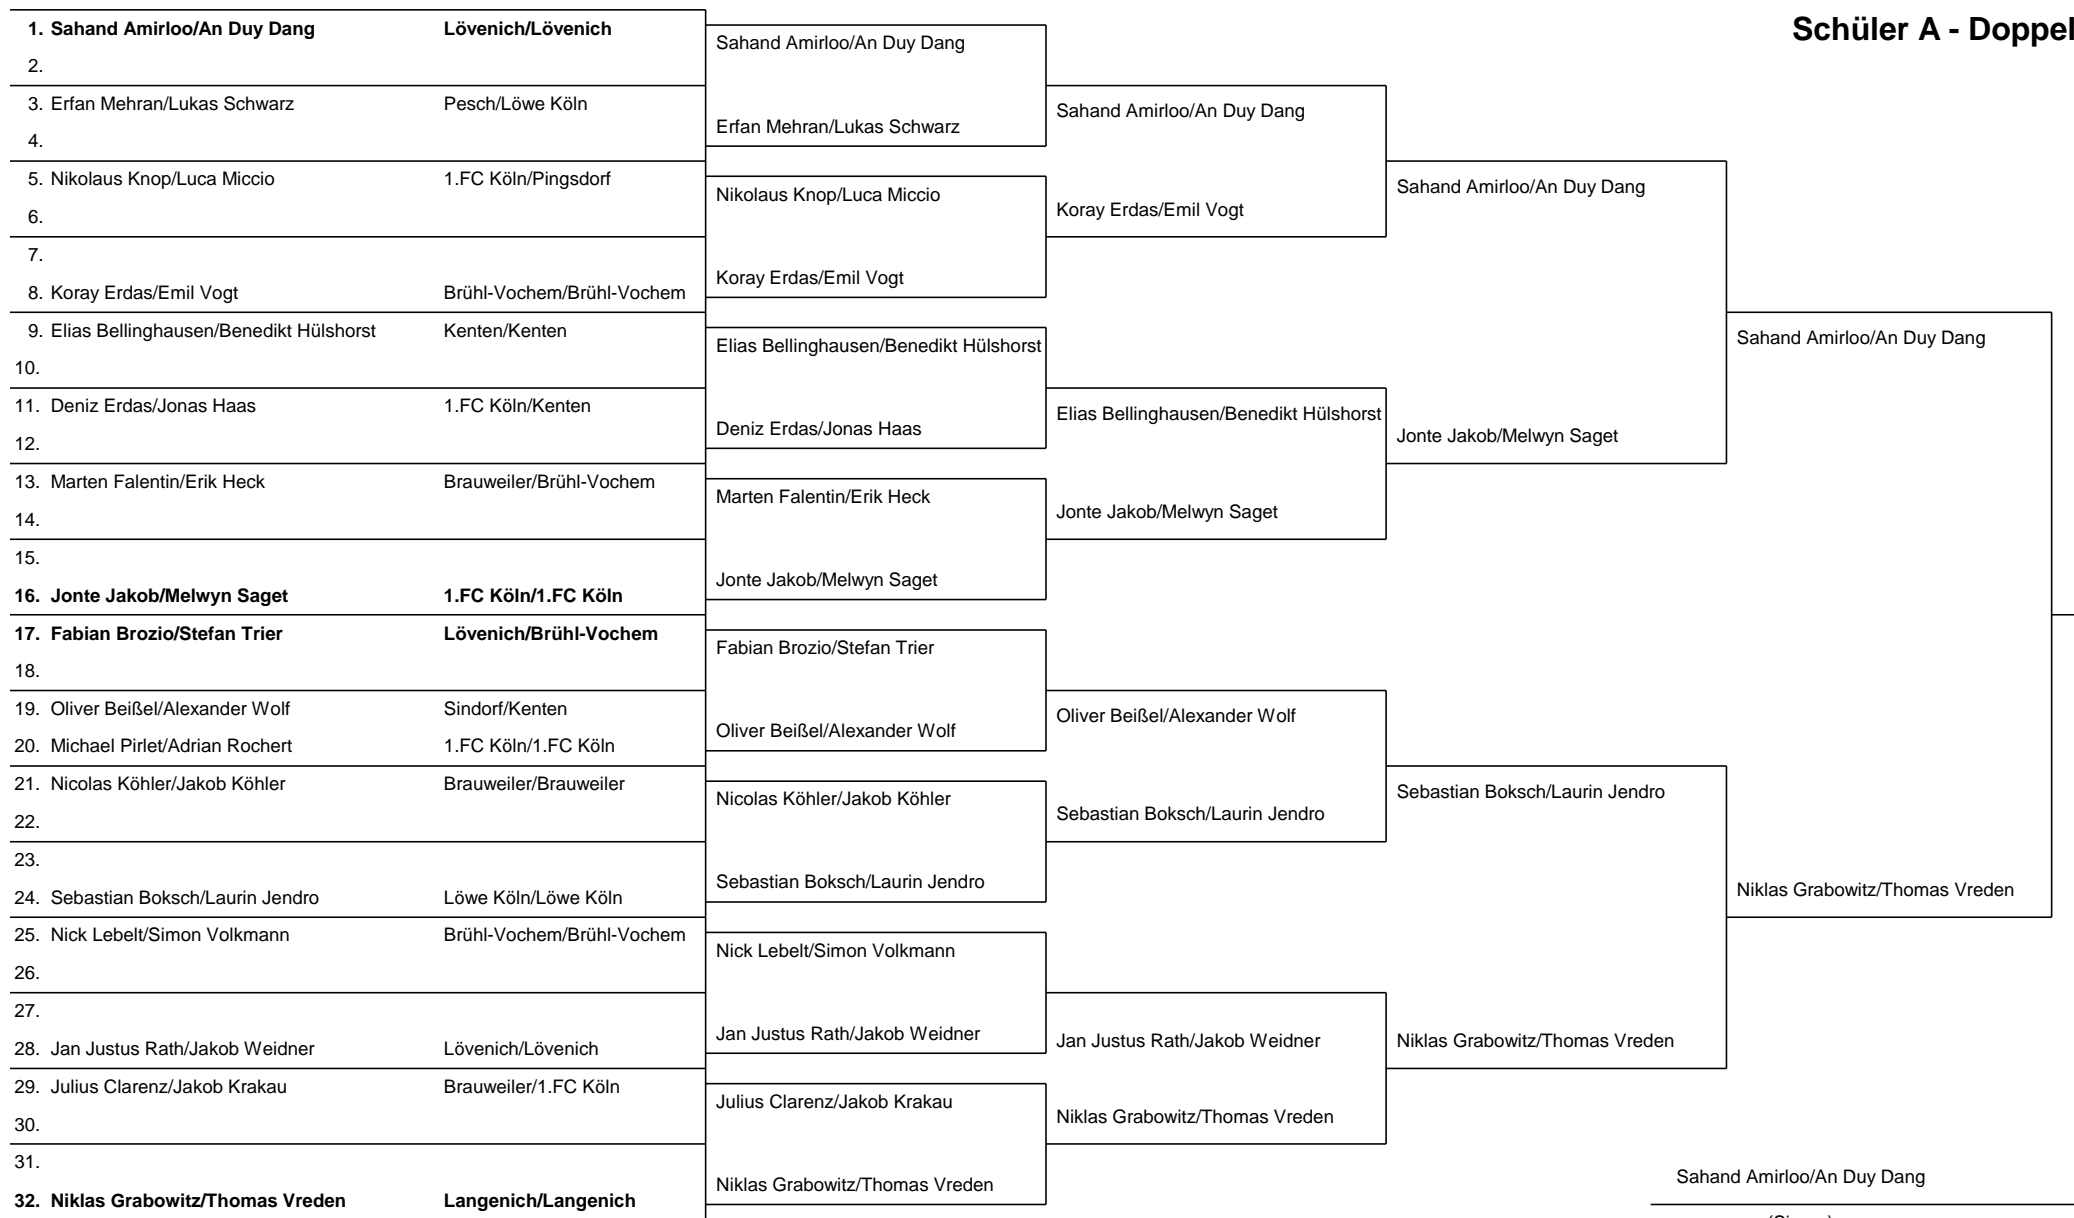 Schüler A - Doppel
1. Sahand Amirloo/An Duy Dang Lövenich/Lövenich
2.
3. Erfan Mehran/Lukas Schwarz Pesch/Löwe Köln
4.
5. Nikolaus Knop/Luca Miccio 1.FC Köln/Pingsdorf
6.
7.
8. Koray Erdas/Emil Vogt Brühl-Vochem/Brühl-Vochem
9. Elias Bellinghausen/Benedikt Hülshorst Kenten/Kenten
10.
11. Deniz Erdas/Jonas Haas 1.FC Köln/Kenten
12.
13. Marten Falentin/Erik Heck Brauweiler/Brühl-Vochem
14.
15.
16. Jonte Jakob/Melwyn Saget 1.FC Köln/1.FC Köln
17. Fabian Brozio/Stefan Trier Lövenich/Brühl-Vochem
18.
19. Oliver Beißel/Alexander Wolf Sindorf/Kenten
20. Michael Pirlet/Adrian Rochert 1.FC Köln/1.FC Köln
21. Nicolas Köhler/Jakob Köhler Brauweiler/Brauweiler
22.
23.
24. Sebastian Boksch/Laurin Jendro Löwe Köln/Löwe Köln
25. Nick Lebelt/Simon Volkmann Brühl-Vochem/Brühl-Vochem
26.
27.
28. Jan Justus Rath/Jakob Weidner Lövenich/Lövenich
29. Julius Clarenz/Jakob Krakau Brauweiler/1.FC Köln
30.
31.
32. Niklas Grabowitz/Thomas Vreden Langenich/Langenich
Sahand Amirloo/An Duy Dang
Erfan Mehran/Lukas Schwarz
Nikolaus Knop/Luca Miccio
Koray Erdas/Emil Vogt
Elias Bellinghausen/Benedikt Hülshorst
Deniz Erdas/Jonas Haas
Marten Falentin/Erik Heck
Jonte Jakob/Melwyn Saget
Fabian Brozio/Stefan Trier
Oliver Beißel/Alexander Wolf
Nicolas Köhler/Jakob Köhler
Sebastian Boksch/Laurin Jendro
Nick Lebelt/Simon Volkmann
Jan Justus Rath/Jakob Weidner
Julius Clarenz/Jakob Krakau
Niklas Grabowitz/Thomas Vreden
Sahand Amirloo/An Duy Dang
Koray Erdas/Emil Vogt
Elias Bellinghausen/Benedikt Hülshorst
Jonte Jakob/Melwyn Saget
Oliver Beißel/Alexander Wolf
Sebastian Boksch/Laurin Jendro
Jan Justus Rath/Jakob Weidner
Niklas Grabowitz/Thomas Vreden
Sahand Amirloo/An Duy Dang
Jonte Jakob/Melwyn Saget
Sebastian Boksch/Laurin Jendro
Niklas Grabowitz/Thomas Vreden
Sahand Amirloo/An Duy Dang
Niklas Grabowitz/Thomas Vreden
Sahand Amirloo/An Duy Dang